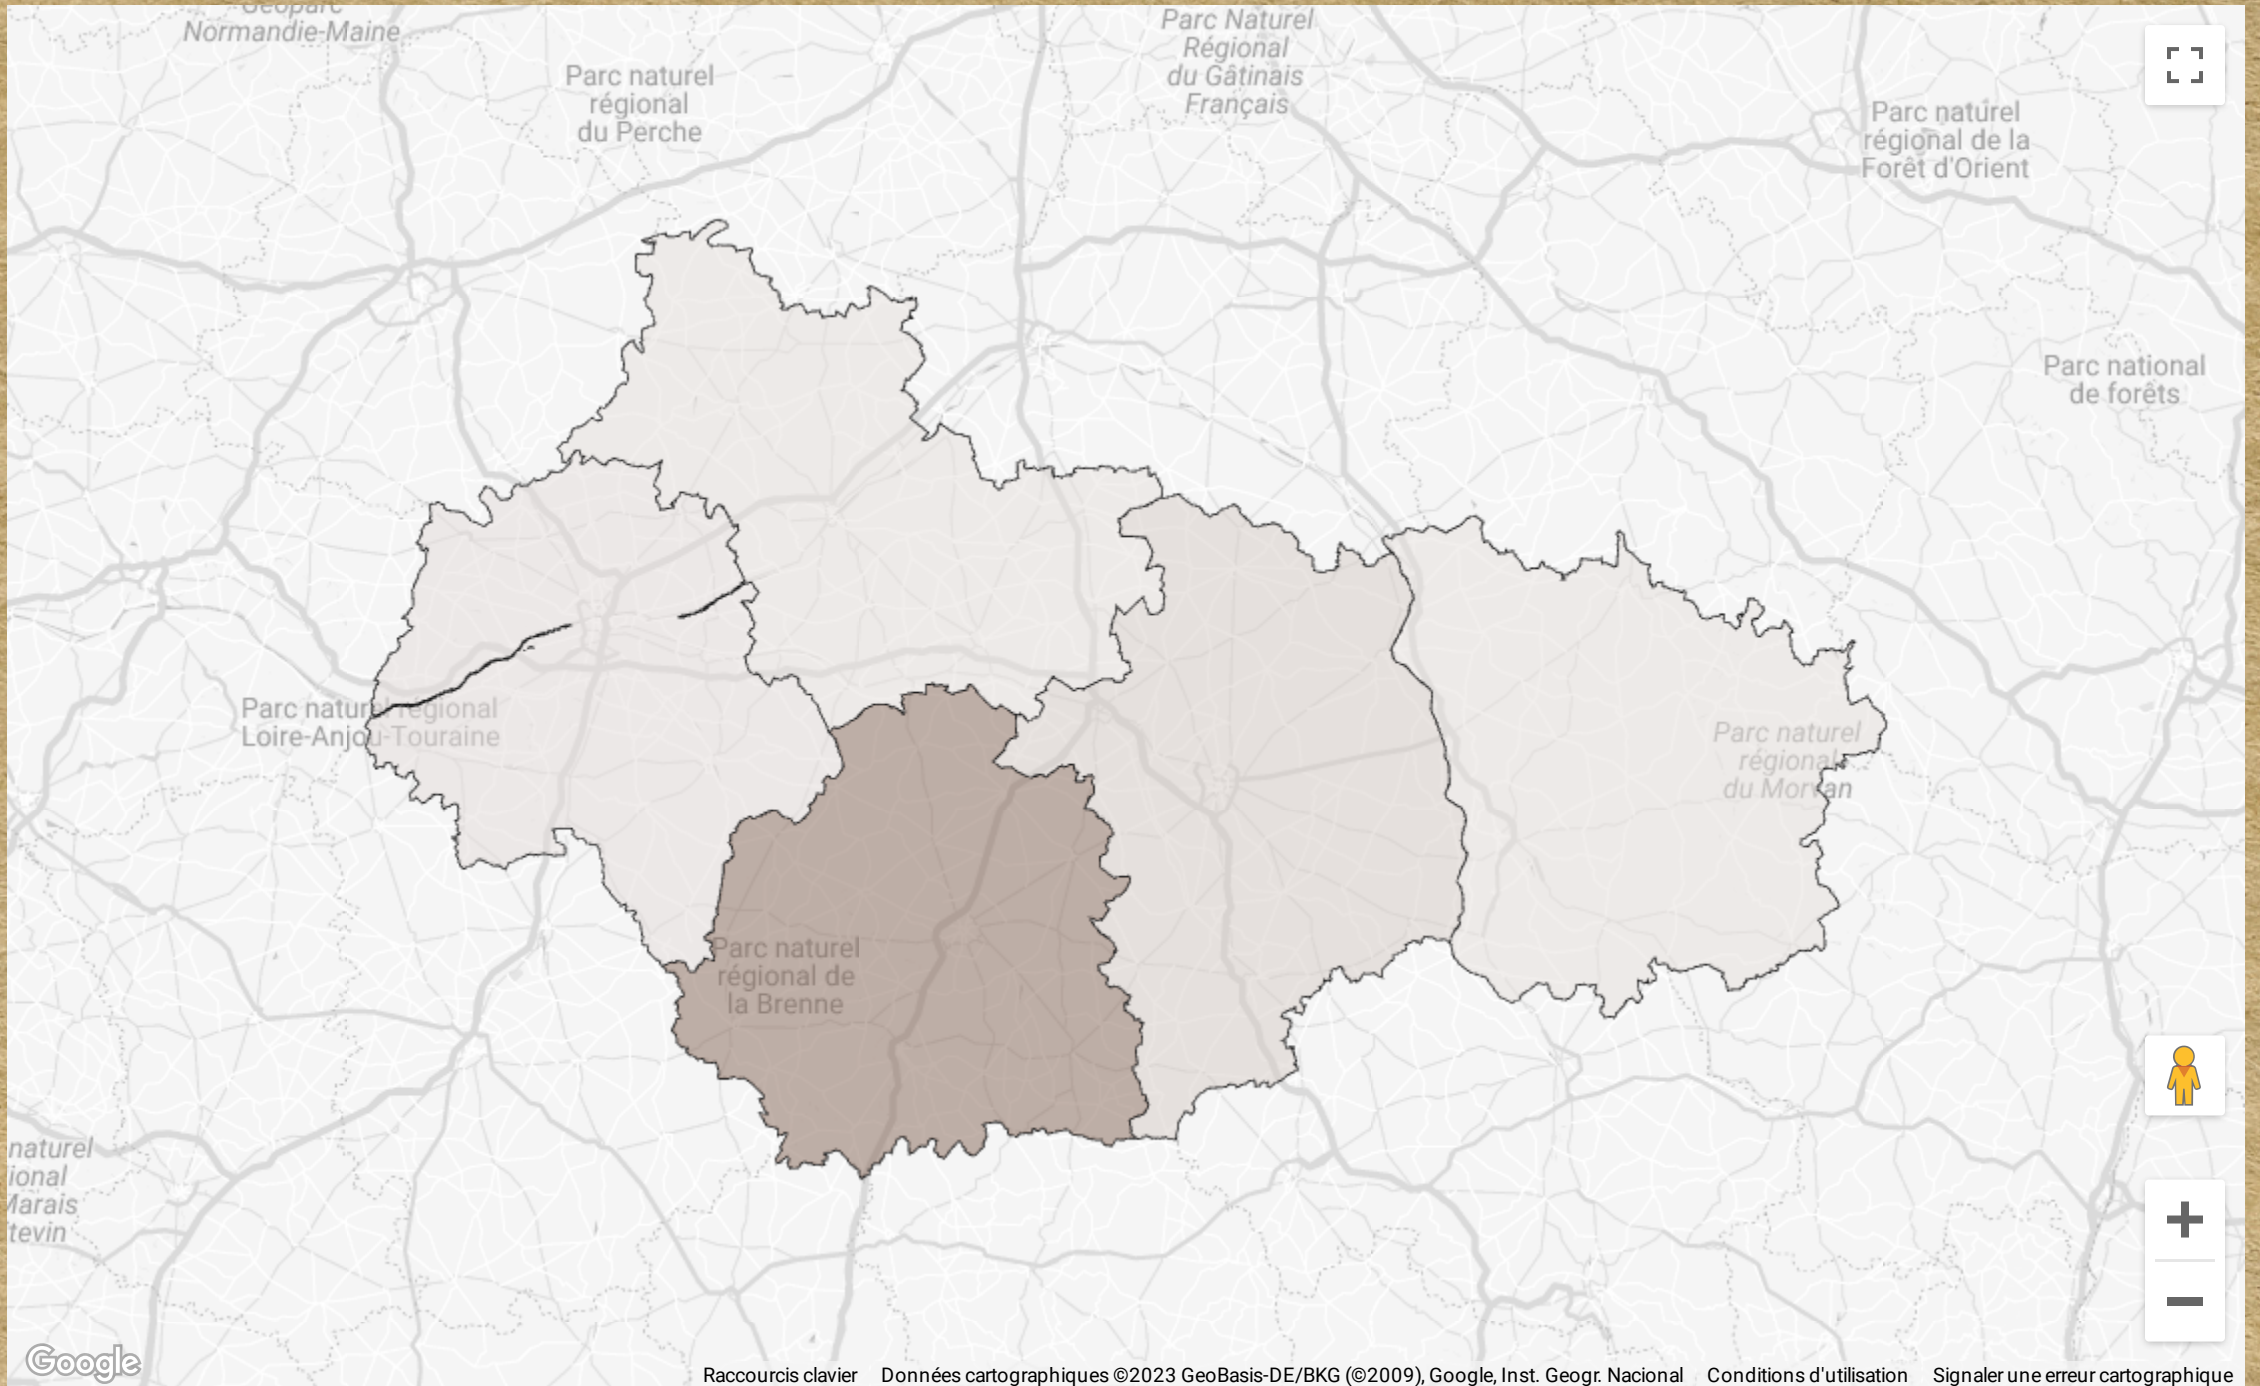 Geoparc
Normandie-Maine
Parc naturel
régional
du Perche
Parc Naturel
Régional
du Gâtinais
Français
Parc naturel
régional de la
Forêt d'Orient
Parc national
de forêts
Parc naturel régional
Loire-Anjou-Touraine
Parc naturel
régional
du Morvan
Parc naturel
régional de
la Brenne
naturel
ional
Marais
tevin
Google
Raccourcis clavier
Données cartographiques ©2023 GeoBasis-DE/BKG (©2009), Google, Inst. Geogr. Nacional
Conditions d'utilisation
Signaler une erreur cartographique